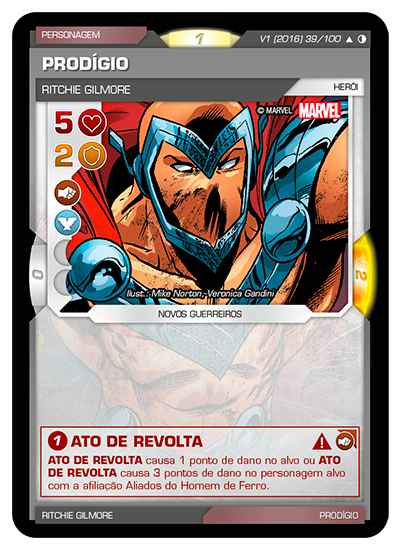 PERSONAGEM
1
V1 (2016) 39/100
PRODÍGIO
RITCHIE GILMORE
HERÓI
5
© MARVEL MARVEL
2
0
2
Ilust.: Mike Norton, Veronica Gandini
NOVOS GUERREIROS
1 ATO DE REVOLTA
ATO DE REVOLTA causa 1 ponto de dano no alvo ou ATO
DE REVOLTA causa 3 pontos de dano no personagem alvo
com a afiliação Aliados do Homem de Ferro.
RITCHIE GILMORE
PRODÍGIO